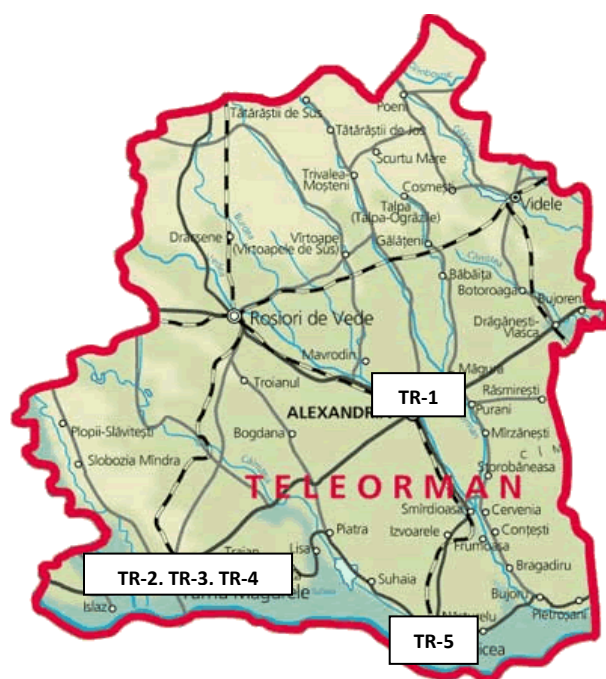 Poeni
Tătărăștii de Sus
Tătărăștii de Jos
Scurtu Mare
Trivalea-
Moșteni
Cosmești
Videle
Talpa
(Talpa-Ogrăzile)
Drăcșene
Vîrtoape
(Vîrtoapele de Sus)
Gălățeni
Băbăița
Botoroaga
Bujoreni
Drăgănești-
Vlașca
Roșiori de Vede
Mavrodin
Măgura
Troianul
TR-1
Răsmirești
ALEXANDRIA
Purani
Plopii-Slăvitești
Bogdana
Mîrzănești
Slobozia Mîndra
Storobăneasa
TELEORMAN
Smîrdioasa
Cervenia
Piatra
Izvoarele
Conțești
Lisa
Frumoasa
Traian
Bragadiru
TR-2. TR-3. TR-4
Suhaia
Bujoru
Islaz
Pietroșani
TR-5